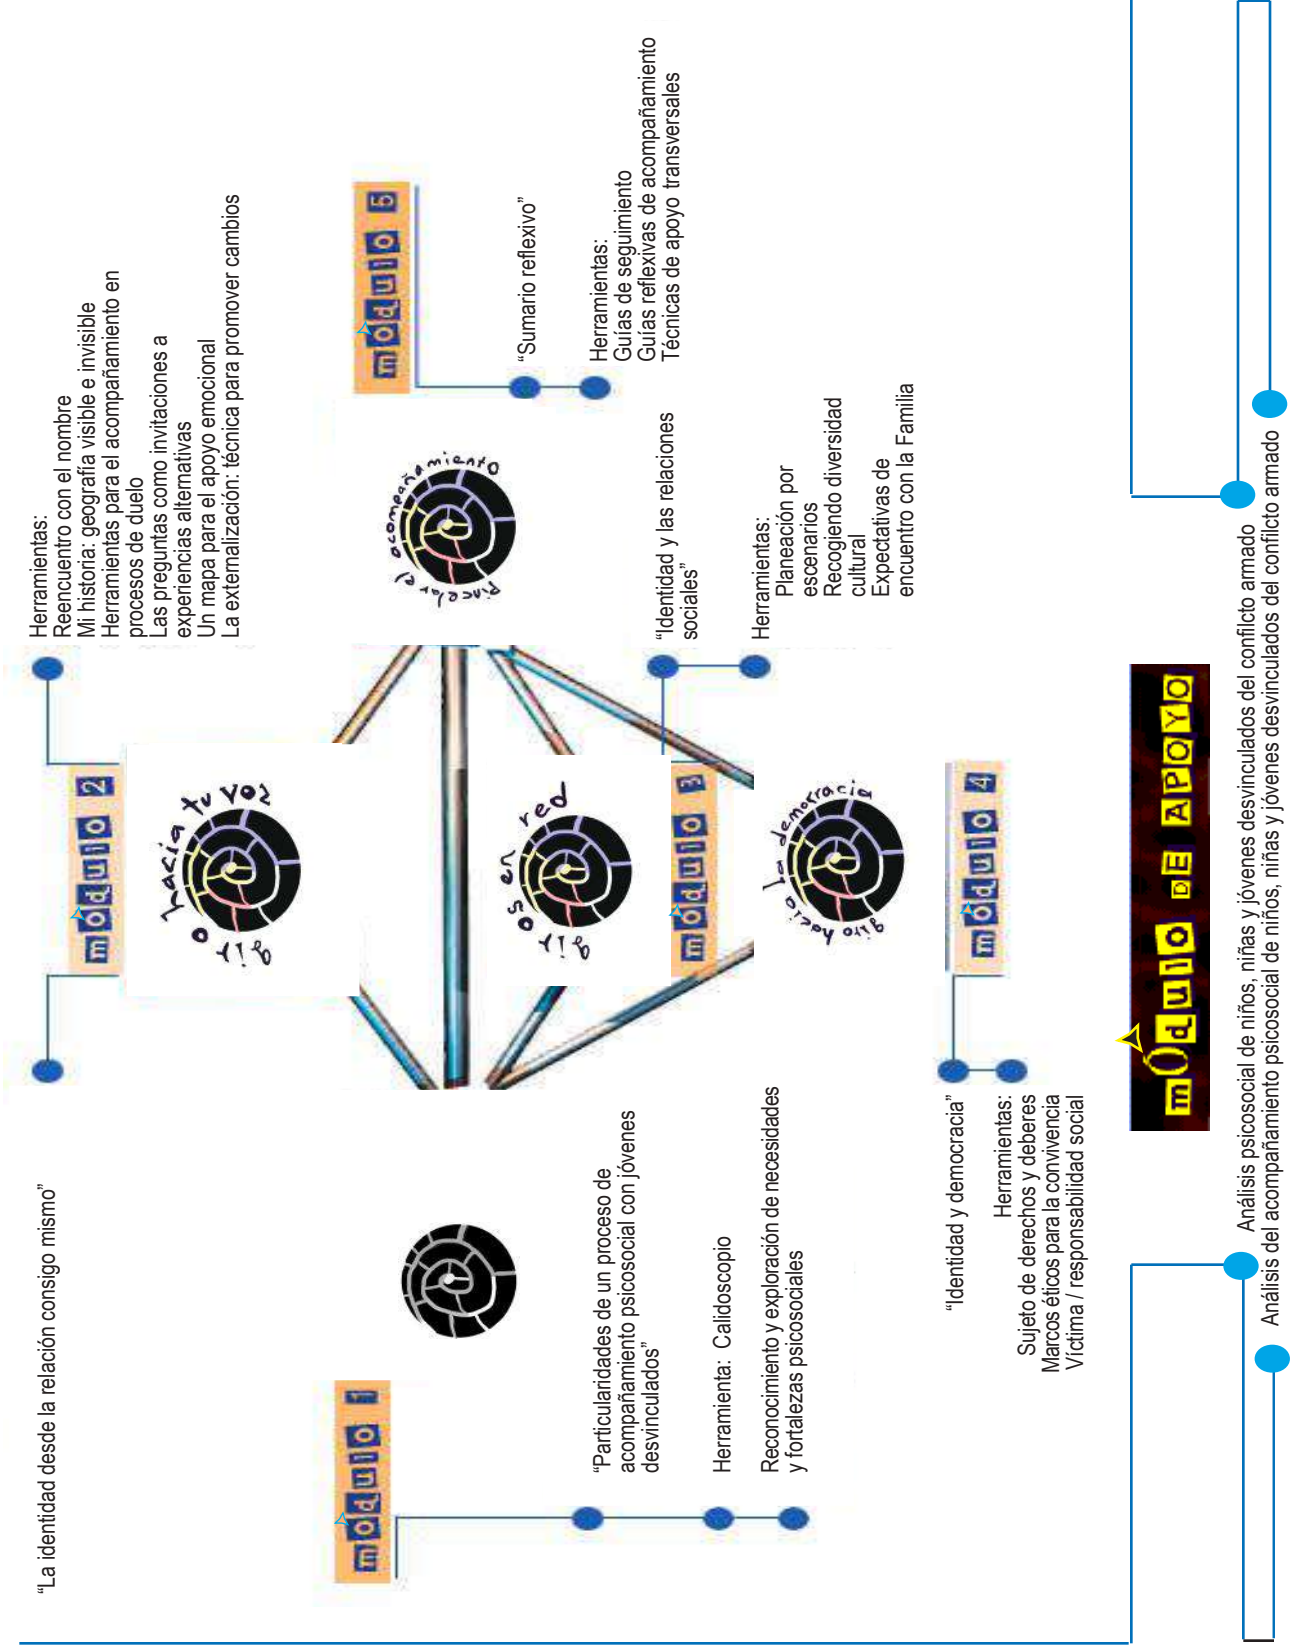 “La identidad desde la relación consigo mismo”
módulo 2
giro hacia tu voz
Herramientas:
Reencuentro con el nombre
Mi historia: geografía visible e invisible
Herramientas para el acompañamiento en
procesos de duelo
Las preguntas como invitaciones a
experiencias alternativas
Un mapa para el apoyo emocional
La externalización: técnica para promover cambios
módulo 1
“Particularidades de un proceso de
acompañamiento psicosocial con jóvenes
desvinculados”
Herramienta: Calidoscopio
Reconocimiento y exploración de necesidades
y fortalezas psicosociales
giros en red
módulo 3
“Identidad y las relaciones
sociales”
Herramientas:
Planeación por
escenarios
Recogiendo diversidad
cultural
Expectativas de
encuentro con la Familia
Pincelar el acompañamiento
módulo 5
“Sumario reflexivo”
Herramientas:
Guías de seguimiento
Guías reflexivas de acompañamiento
Técnicas de apoyo transversales
giro hacia la democracia
módulo 4
“Identidad y democracia”
Herramientas:
Sujeto de derechos y deberes
Marcos éticos para la convivencia
Víctima / responsabilidad social
mÓdulo DE APOYO
Análisis psicosocial de niños, niñas y jóvenes desvinculados del confilcto armado
Análisis del acompañamiento psicosocial de niños, niñas y jóvenes desvinculados del confilcto armado